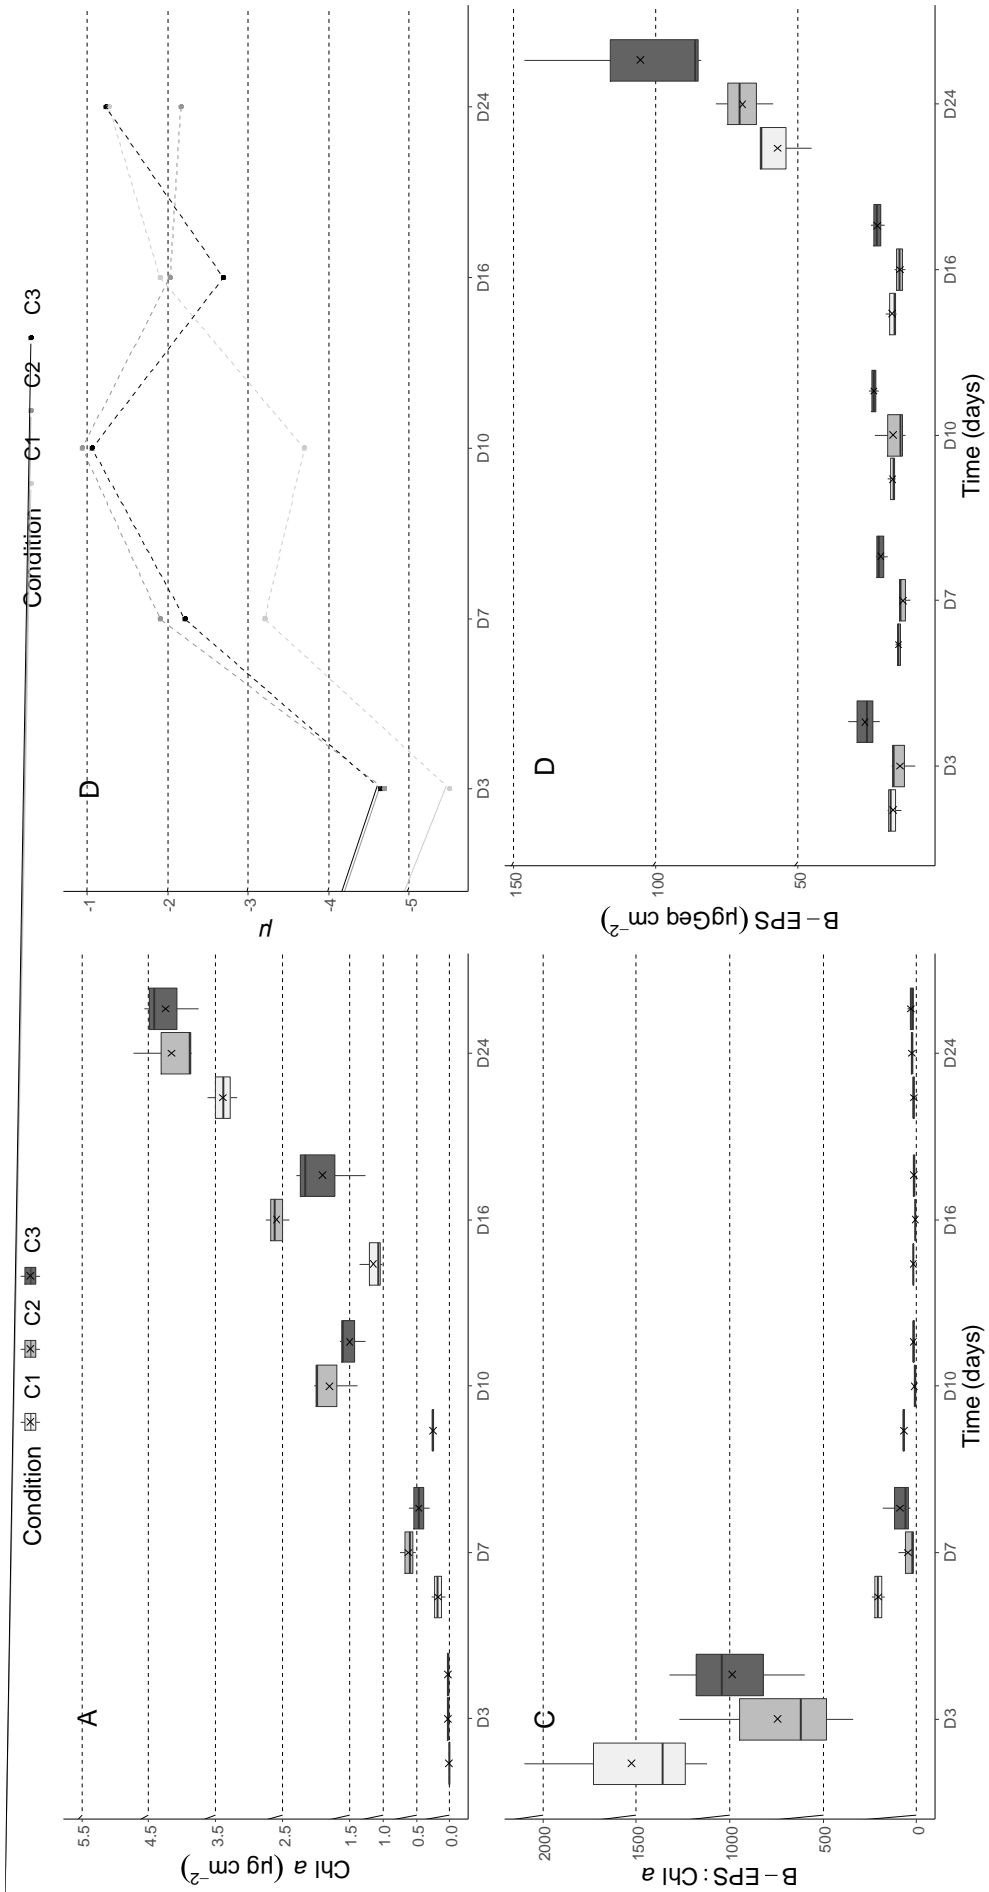 Condition C1 C2 C3
Condition C1 C2 C3
A
Chl a (µg cm⁻²)
5.5
4.5
3.5
2.5
1.5
1.0
0.5
0.0
D3 D7 D10 D16 D24
D
µ
-1
-2
-3
-4
-5
D3 D7 D10 D16 D24
C
B−EPS : Chl a
2000
1500
1000
500
0
D3 D7 D10 D16 D24
Time (days)
D
B−EPS (µgGeq cm⁻²)
150
100
50
D3 D7 D10 D16 D24
Time (days)